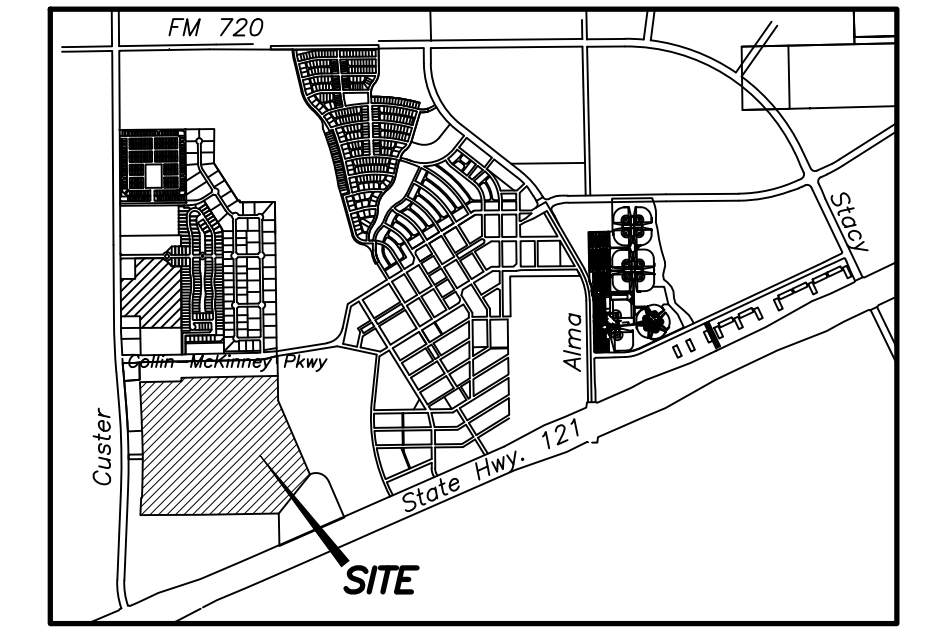 FM 720
Stacy
Alma
Collin-McKinney Pkwy
Custer
State Hwy. 121
SITE